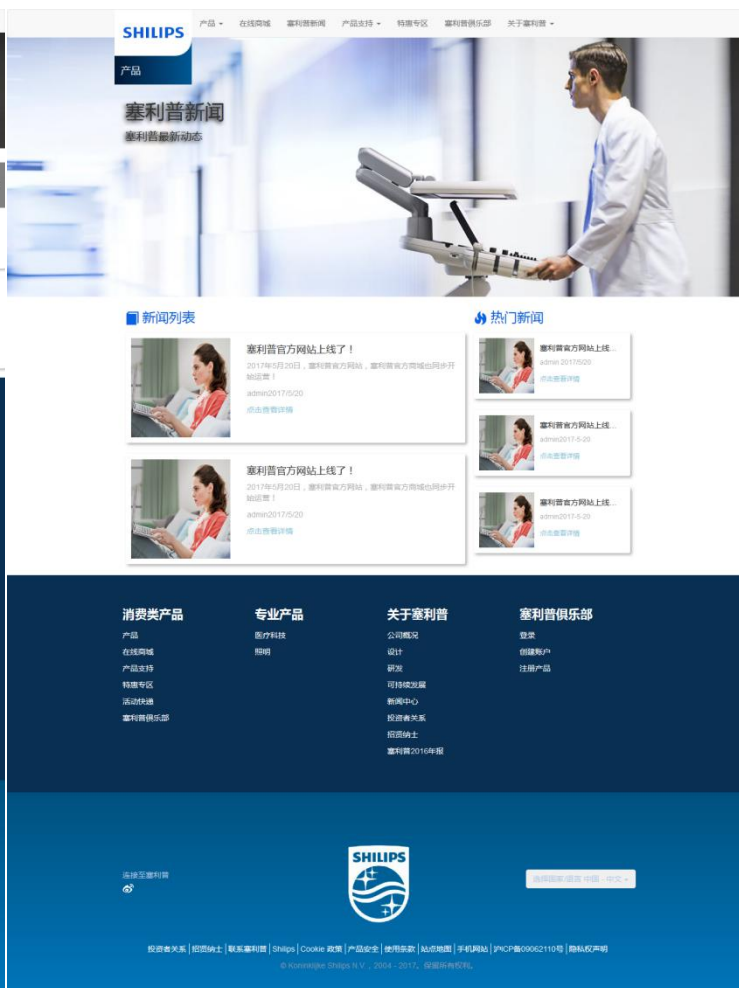 SHILIPS
产品 在线商城 塞利普新闻 产品支持 特惠专区 塞利普俱乐部 关于塞利普
产品
塞利普新闻
塞利普最新动态
新闻列表
塞利普官方网站上线了！
2017年5月20日，塞利普官方网站，塞利普官方商城也同步开
始运营！
admin2017/5/20
点击查看详情
塞利普官方网站上线了！
2017年5月20日，塞利普官方网站，塞利普官方商城也同步开
始运营！
admin2017/5/20
点击查看详情
热门新闻
塞利普官方网站上线...
admin 2017/5/20
点击查看详情
塞利普官方网站上线...
admin2017-5-20
点击查看详情
塞利普官方网站上线...
admin2017-5-20
点击查看详情
消费类产品
产品
在线商城
产品支持
特惠专区
活动快递
塞利普俱乐部
专业产品
医疗科技
照明
关于塞利普
公司概况
设计
研发
可持续发展
新闻中心
投资者关系
招贤纳士
塞利普2016年报
塞利普俱乐部
登录
创建账户
注册产品
连接至塞利普
SHILIPS
选择国家/语言 中国 - 中文
投资者关系|招贤纳士|联系塞利普|Shilips|Cookie 政策|产品安全|使用条款|站点地图|手机网站|沪ICP备09062110号|隐私权声明
© Koninklijke Shilips N.V.，2004 - 2017。保留所有权利。